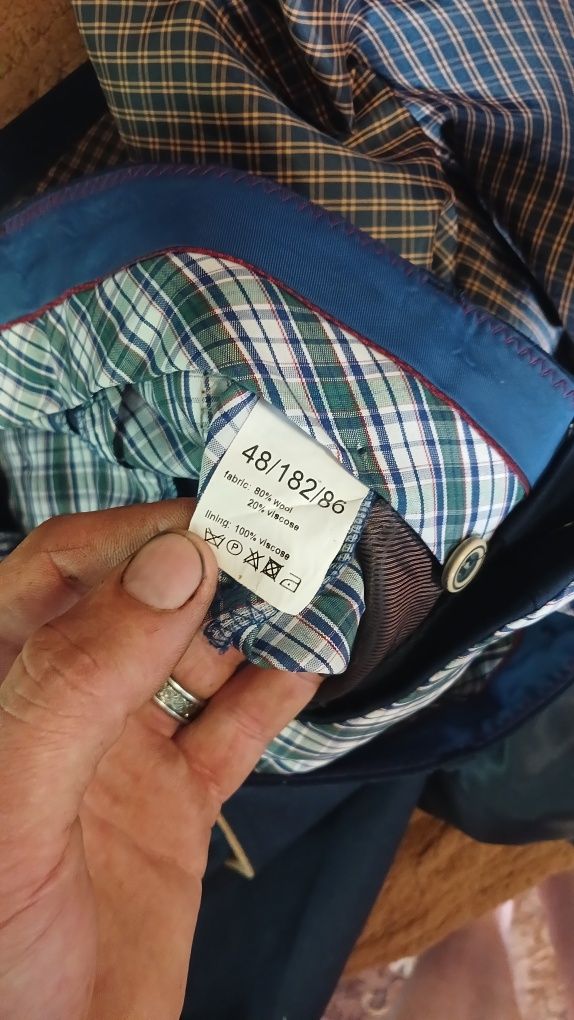 48/182/86
fabric: 80% wool
20% viscose
lining: 100% viscose
P